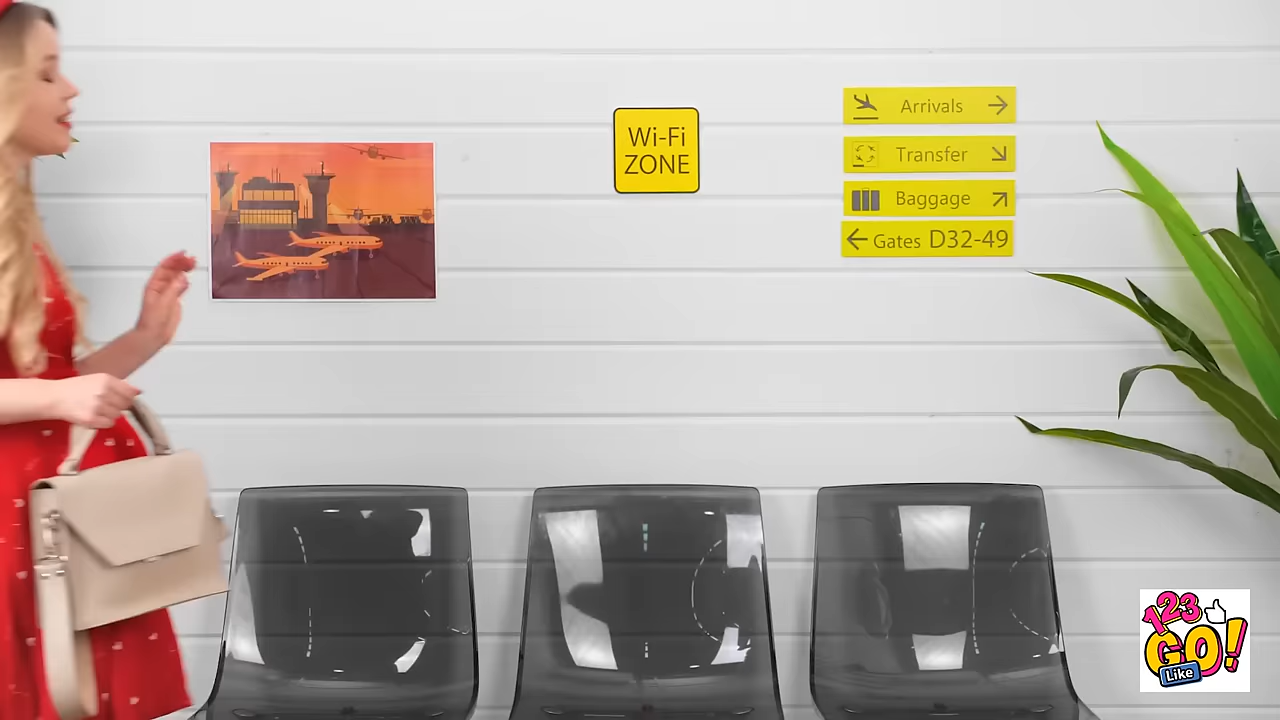 Wi-Fi
ZONE
Arrivals
Transfer
Baggage
Gates D32-49
123
GO!
Like